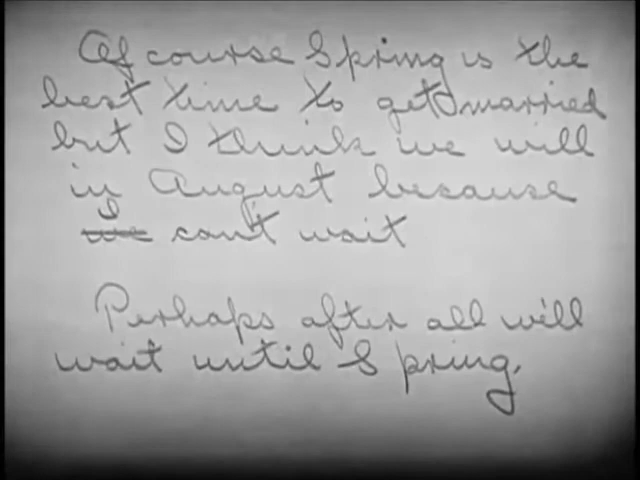 Of course Spring is the
best time to get married
but I think we will
in August because
I
we can't wait
Perhaps after all will
wait until Spring.